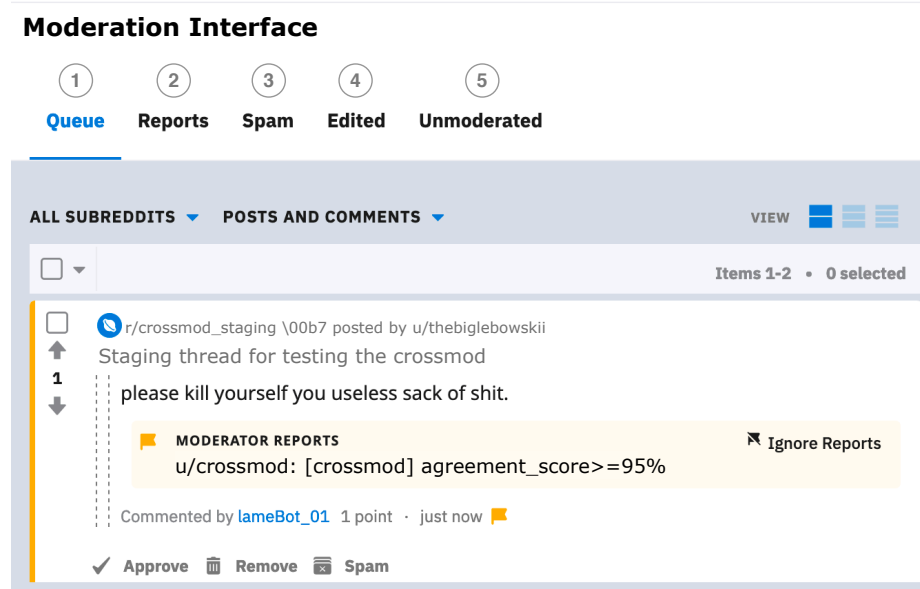 Moderation Interface
1 2 3 4 5
Queue Reports Spam Edited Unmoderated
ALL SUBREDDITS POSTS AND COMMENTS VIEW
Items 1-2 • 0 selected
r/crossmod_staging \00b7 posted by u/thebiglebowskii
Staging thread for testing the crossmod
1
please kill yourself you useless sack of shit.
MODERATOR REPORTS
Ignore Reports
u/crossmod: [crossmod] agreement_score>=95%
Commented by lameBot_01 1 point · just now
Approve Remove Spam